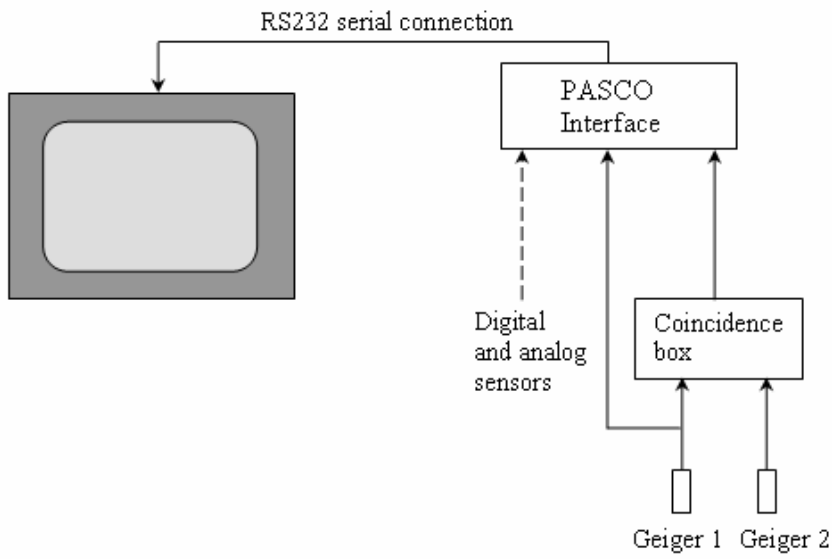 RS232 serial connection
PASCO
Interface
Digital
and analog
sensors
Coincidence
box
Geiger 1
Geiger 2